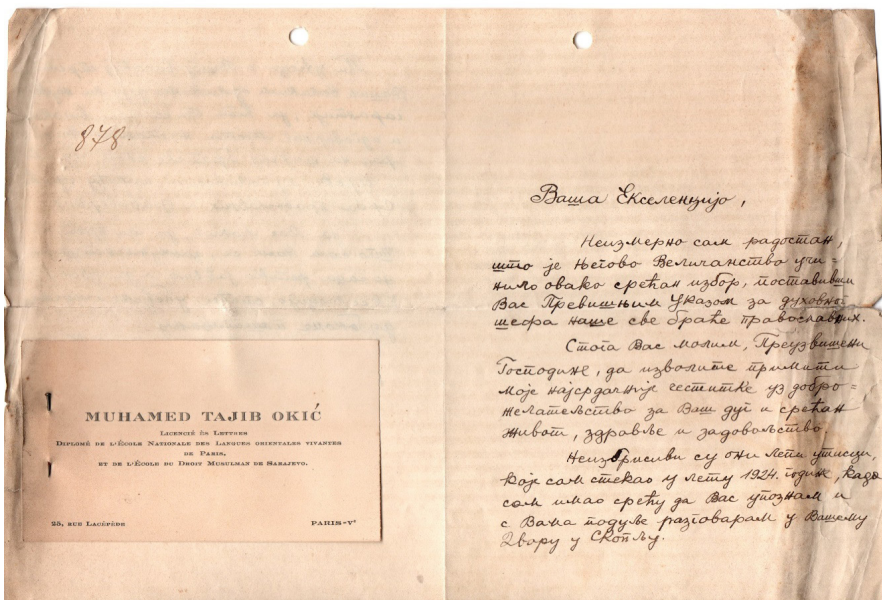 878
MUHAMED TAJIB OKIĆ
LICENCIÉ ÈS LETTRES
DIPLOMÉ DE L'ÉCOLE NATIONALE DES LANGUES ORIENTALES VIVANTES
DE PARIS,
ET DE L'ÉCOLE DU DROIT MUSULMAN DE SARAJEVO.
25, RUE LACÉPÈDE PARIS-Vᵉ
Ваша Екселенцијо,
Неизмерно сам радостан,
што је Његово Величанство учи=
нило овако срећан избор, поставивши
Вас Превишњим Указом за духовног
шефа наше све браће православних.
Стога Вас молим, Преузвишени
Господине, да изволите примити
моје најсрдачније честитке уз добро=
желатељство за Ваш дуг и срећан
живот, здравље и задовољство.
Неизбрисиви су они лепи утисци,
које сам стекао у лету 1924. године, када
сам имао срећу да Вас упознам и
с Вама подуље разговарам у Вашему
Двору у Скопљу.